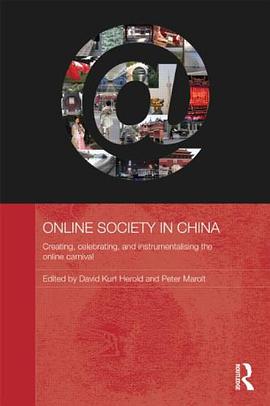 @
ONLINE SOCIETY IN CHINA
Creating, celebrating, and instrumentalising the
online carnival
Edited by David Kurt Herold and Peter Marolt
R
ROUTLEDGE